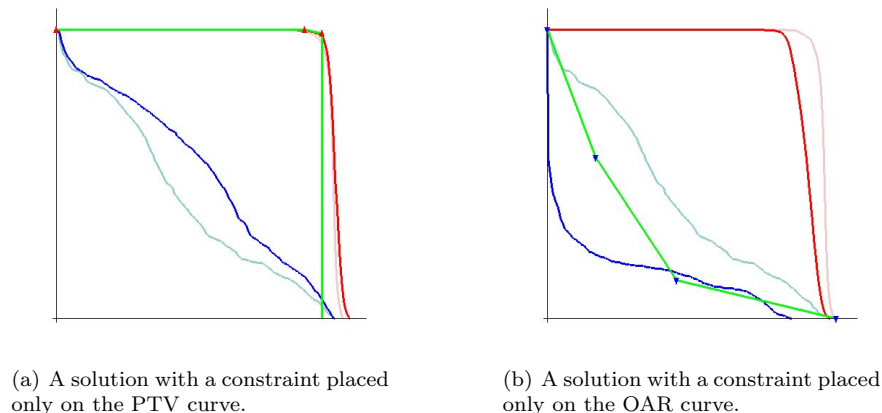 (a) A solution with a constraint placed
only on the PTV curve.
(b) A solution with a constraint placed
only on the OAR curve.